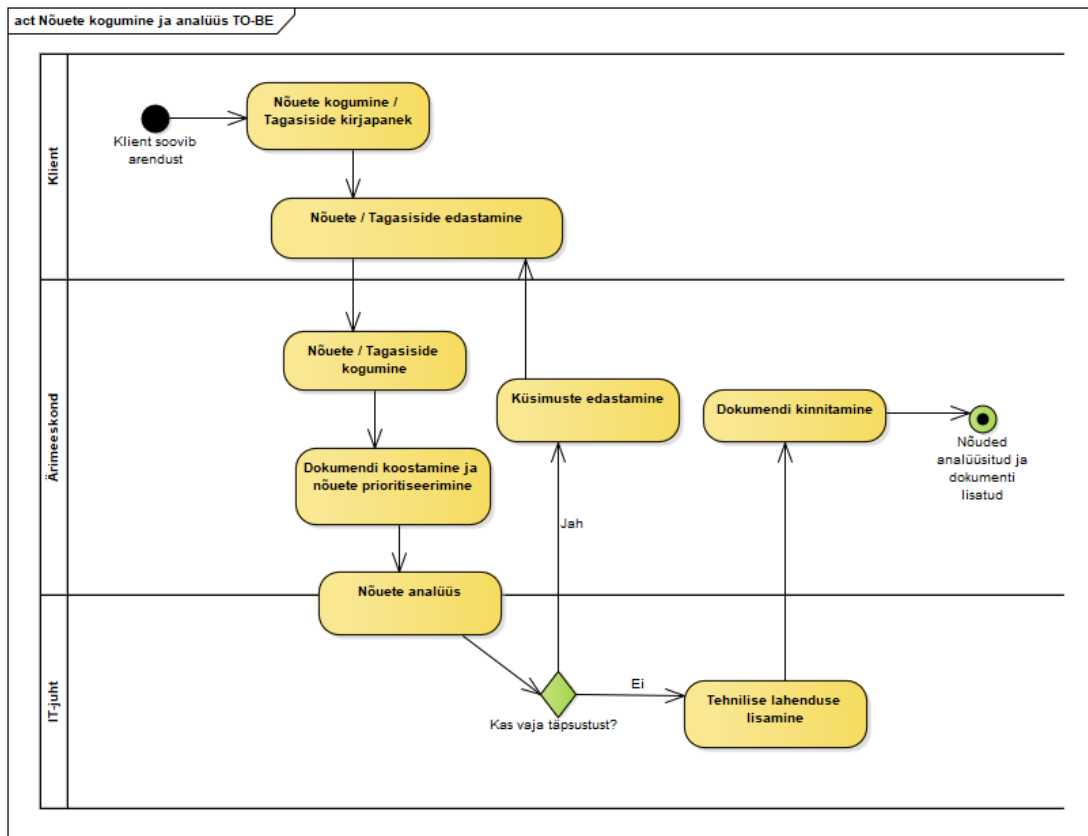 act Nõuete kogumine ja analüüs TO-BE
Klient
Klient soovib
arendust
Nõuete kogumine /
Tagasiside kirjapanek
Nõuete / Tagasiside edastamine
Ärimeeskond
Nõuete / Tagasiside
kogumine
Dokumendi koostamine ja
nõuete prioritiseerimine
Nõuete analüüs
Küsimuste edastamine
Jah
Dokumendi kinnitamine
Nõuded
analüüsitud ja
dokumenti
lisatud
IT-juht
Kas vaja täpsustust?
Ei
Tehnilise lahenduse
lisamine